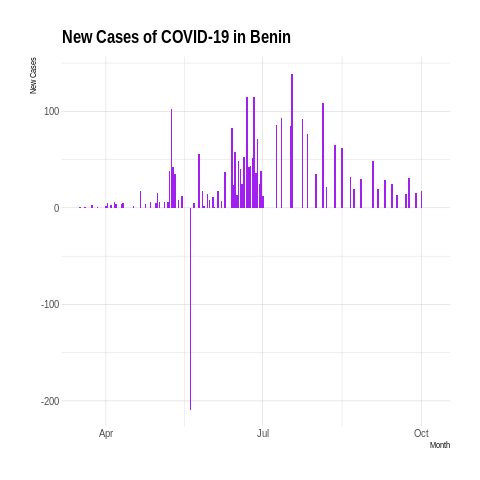 New Cases of COVID-19 in Benin
New Cases
100
0
-100
-200
Apr
Jul
Oct
Month